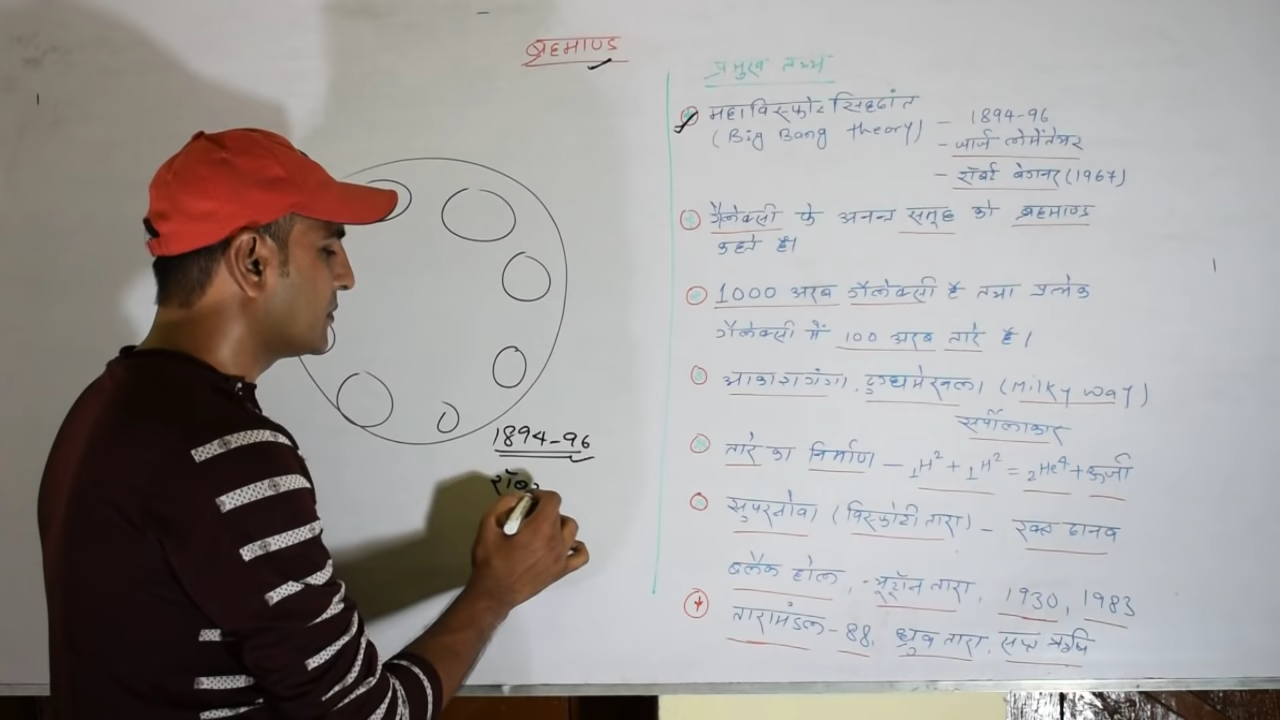 ब्रहमाण्ड
प्रमुख तथ्य
महाविस्फोट सिद्धांत
(Big Bang theory) - 1894-96
- जार्ज लेमेंतेयर
- रॉबर्ट वेगनर (1967)
गैलेक्सी के अनन्त समूह को ब्रहमाण्ड
कहते हैं।
1000 अरब गैलेक्सी है तथा प्रत्येक
गैलेक्सी में 100 अरब तारे है।
आकाशगंगा, दुग्धमेखला (Milky way)
सर्पीलाकार
तारे का निर्माण - ₁H² + ₁H² = ₂He⁴ + ऊर्जा
सुपरनोवा (विस्फोटी तारा) - रक्त दानव
ब्लैक होल, - न्यूट्रॉन तारा, 1930, 1983
तारामंडल - 88, ध्रुव तारा, सप्त ऋषि
1894-96
रॉब